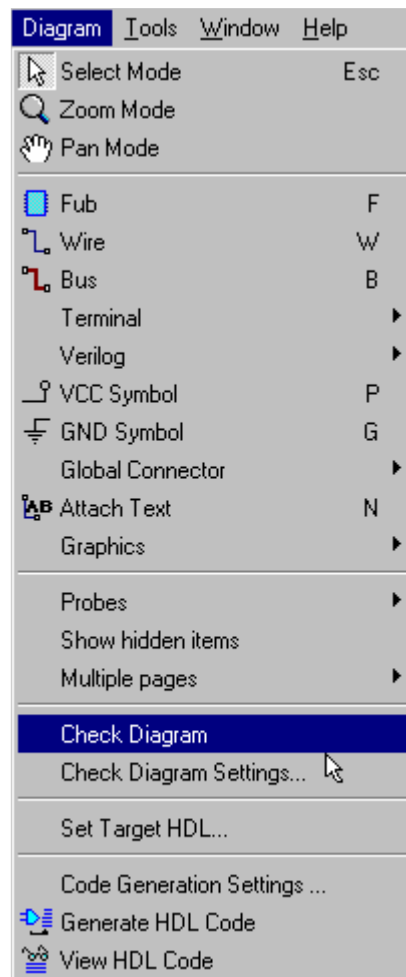 Diagram Tools Window Help
Select Mode Esc
Zoom Mode
Pan Mode
Fub F
Wire W
Bus B
Terminal
Verilog
VCC Symbol P
GND Symbol G
Global Connector
AB Attach Text N
Graphics
Probes
Show hidden items
Multiple pages
Check Diagram
Check Diagram Settings...
Set Target HDL...
Code Generation Settings ...
Generate HDL Code
View HDL Code